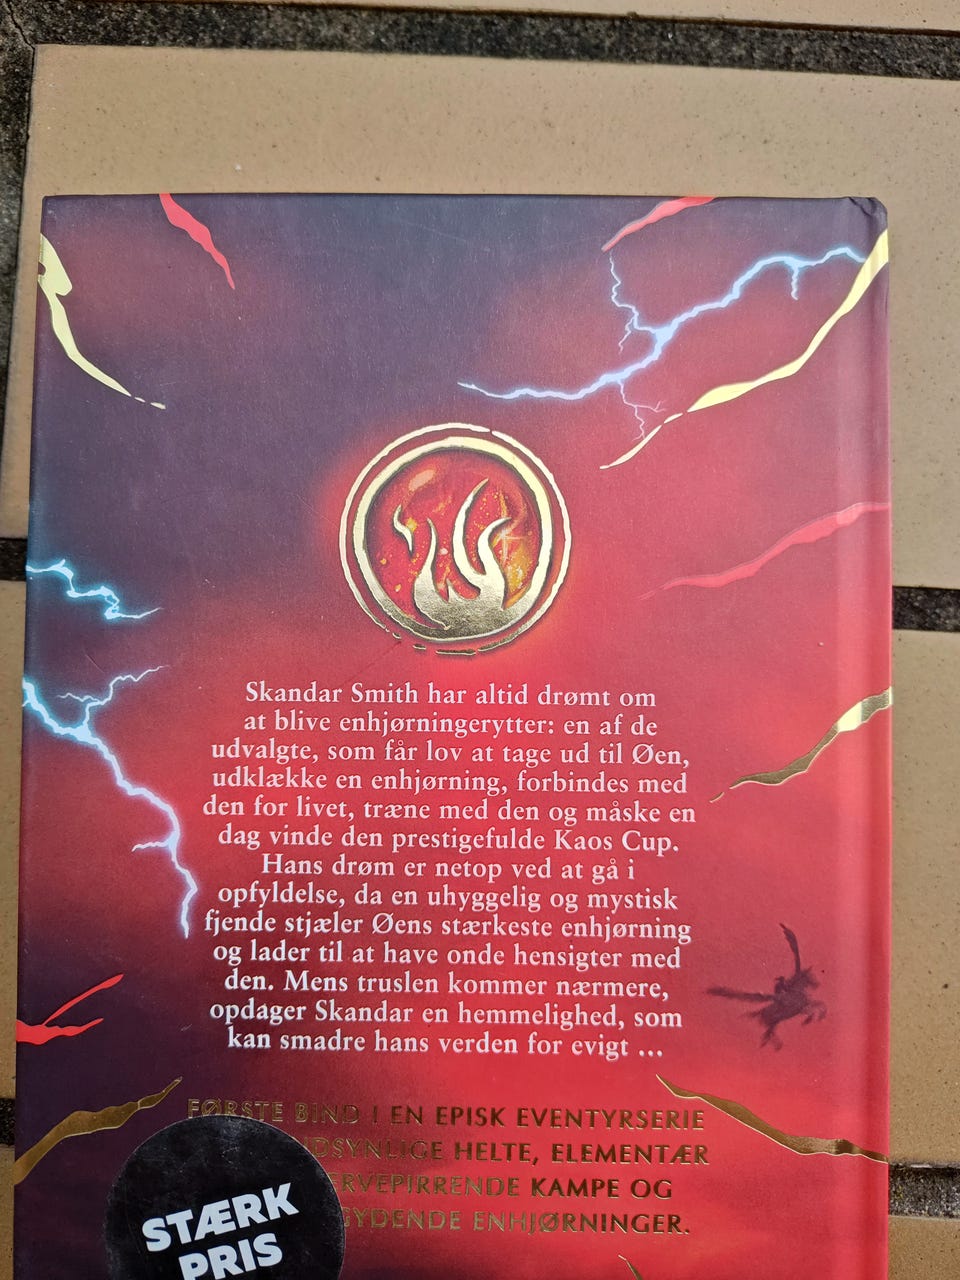 Skandar Smith har altid drømt om
at blive enhjørningerytter: en af de
udvalgte, som får lov at tage ud til Øen,
udklække en enhjørning, forbindes med
den for livet, træne med den og måske en
dag vinde den prestigefulde Kaos Cup.
Hans drøm er netop ved at gå i
opfyldelse, da en uhyggelig og mystisk
fjende stjæler Øens stærkeste enhjørning
og lader til at have onde hensigter med
den. Mens truslen kommer nærmere,
opdager Skandar en hemmelighed, som
kan smadre hans verden for evigt ...
FØRSTE BIND I EN EPISK EVENTYRSERIE
HELTE, ELEMENTÆR
KAMPE OG
ENHJØRNINGER.
STÆRK
PRIS